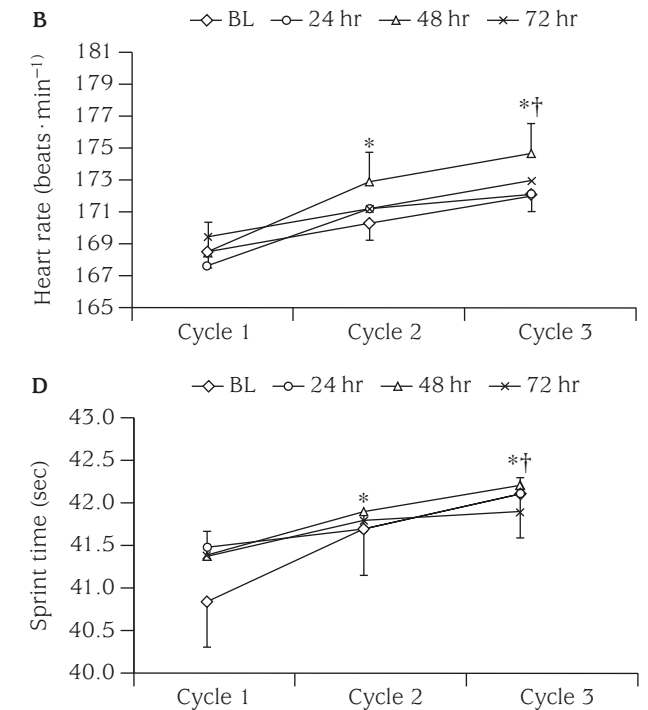 B
BL 24 hr 48 hr 72 hr
Heart rate (beats·min⁻¹)
181
179
177
175
173
171
169
167
165
*
*†
Cycle 1 Cycle 2 Cycle 3
D
BL 24 hr 48 hr 72 hr
Sprint time (sec)
43.0
42.5
42.0
41.5
41.0
40.5
40.0
*
*†
Cycle 1 Cycle 2 Cycle 3